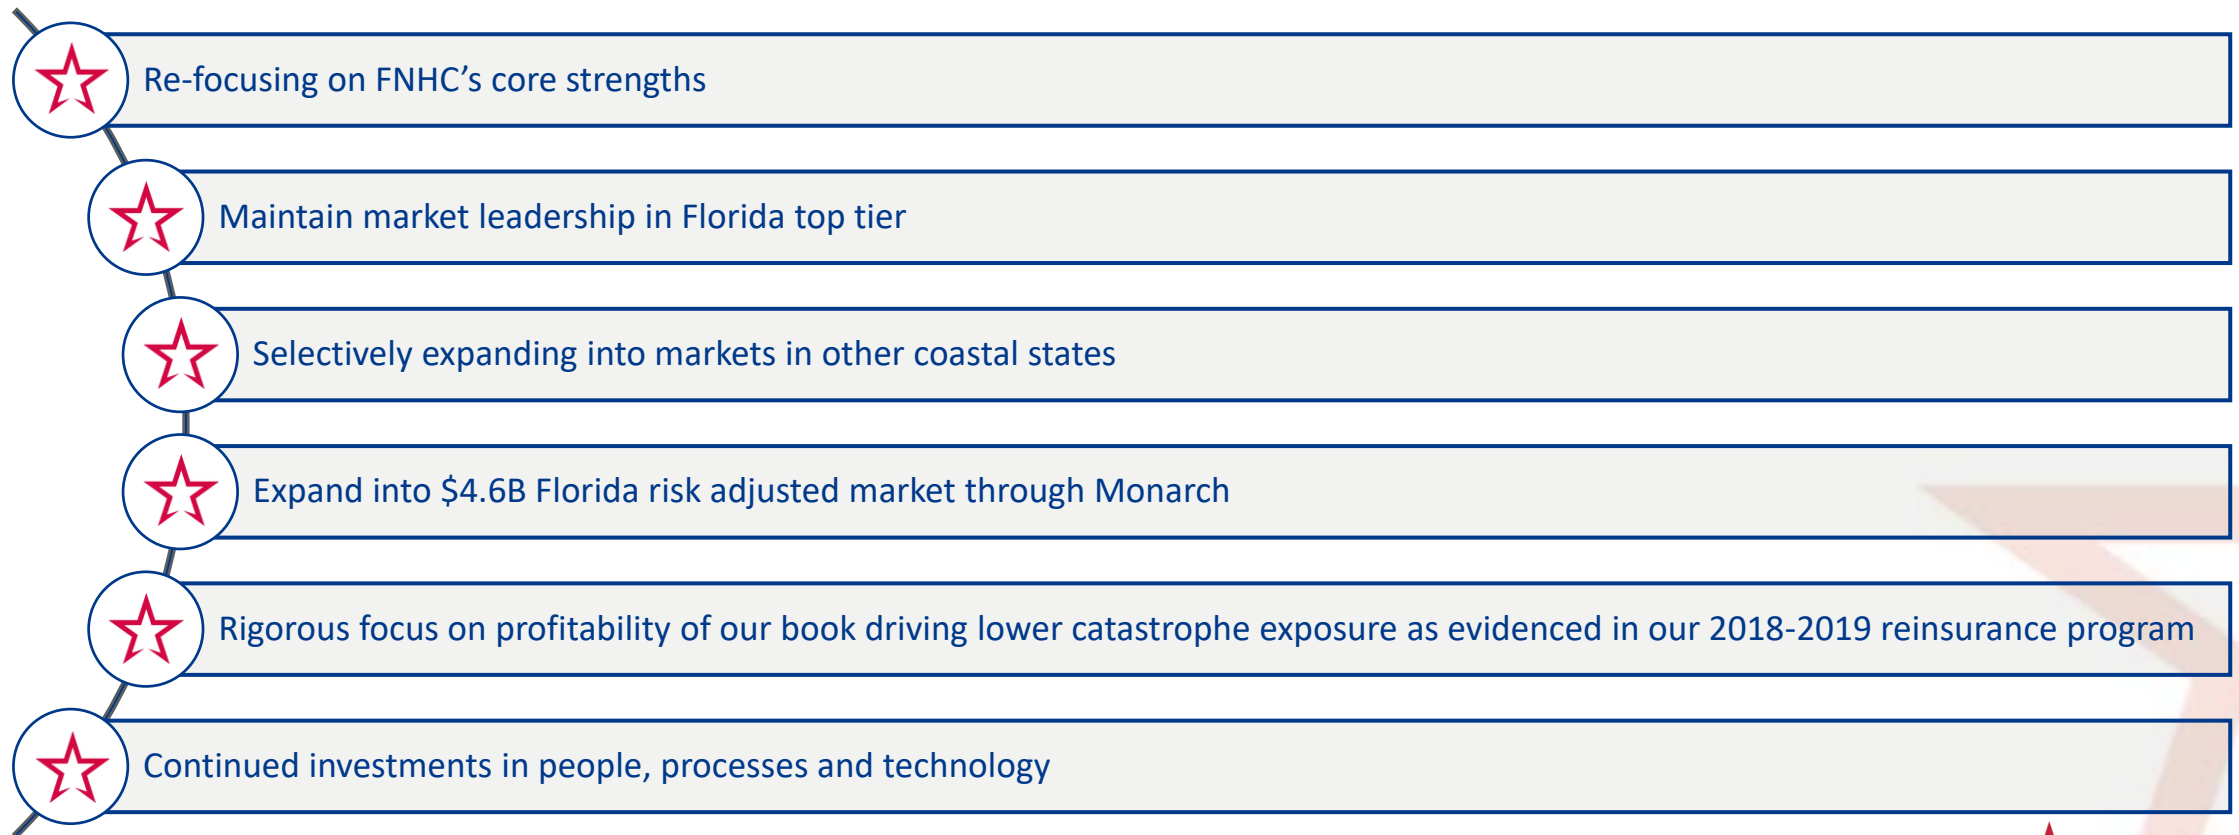 Re-focusing on FNHC’s core strengths
Maintain market leadership in Florida top tier
Selectively expanding into markets in other coastal states
Expand into $4.6B Florida risk adjusted market through Monarch
Rigorous focus on profitability of our book driving lower catastrophe exposure as evidenced in our 2018-2019 reinsurance program
Continued investments in people, processes and technology